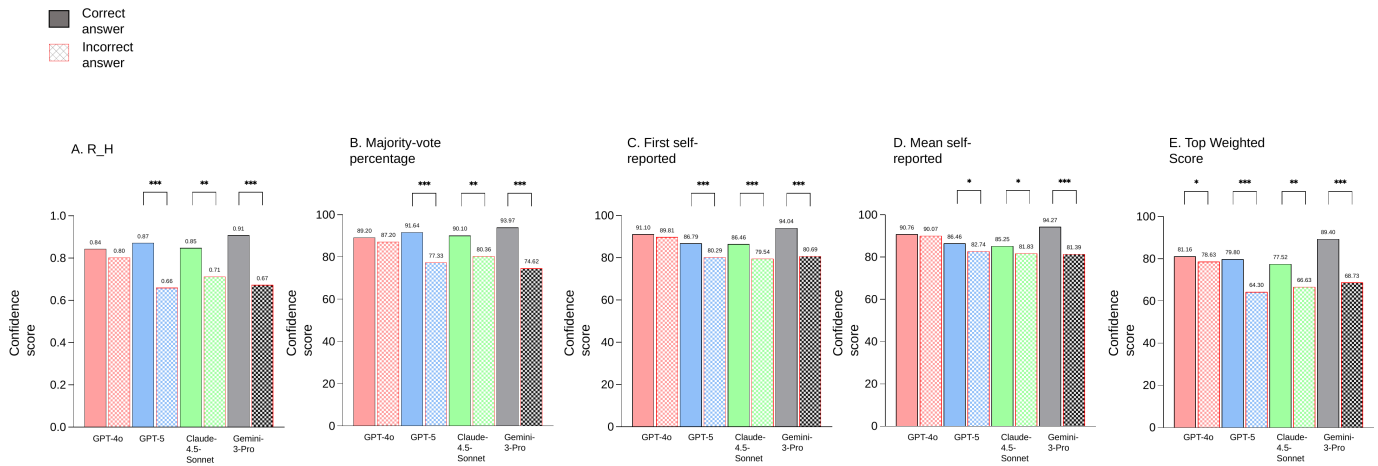 Correct
answer
Incorrect
answer
A. R_H
*** ** ***
Confidence
score
1.0
0.8
0.6
0.4
0.2
0.0
0.84 0.80 0.87 0.66 0.85 0.71 0.91 0.67
GPT-4o GPT-5 Claude- Gemini-
4.5- 3-Pro
Sonnet
B. Majority-vote
percentage
*** ** ***
Confidence
score
100
80
60
40
20
0
89.20 87.20 91.64 77.33 90.10 80.36 93.97 74.62
GPT-4o GPT-5 Claude- Gemini-
4.5- 3-Pro
Sonnet
C. First self-
reported
*** *** ***
Confidence
score
100
80
60
40
20
0
91.10 89.81 86.79 80.29 86.46 79.54 94.04 80.69
GPT-4o GPT-5 Claude- Gemini-
4.5- 3-Pro
Sonnet
D. Mean self-
reported
* * ***
Confidence
score
100
80
60
40
20
0
90.76 90.07 86.46 82.74 85.25 81.83 94.27 81.39
GPT-4o GPT-5 Claude- Gemini-
4.5- 3-Pro
Sonnet
E. Top Weighted
Score
* *** ** ***
Confidence
score
100
80
60
40
20
0
81.16 78.63 79.80 64.30 77.52 66.63 89.40 68.73
GPT-4o GPT-5 Claude- Gemini-
4.5- 3-Pro
Sonnet